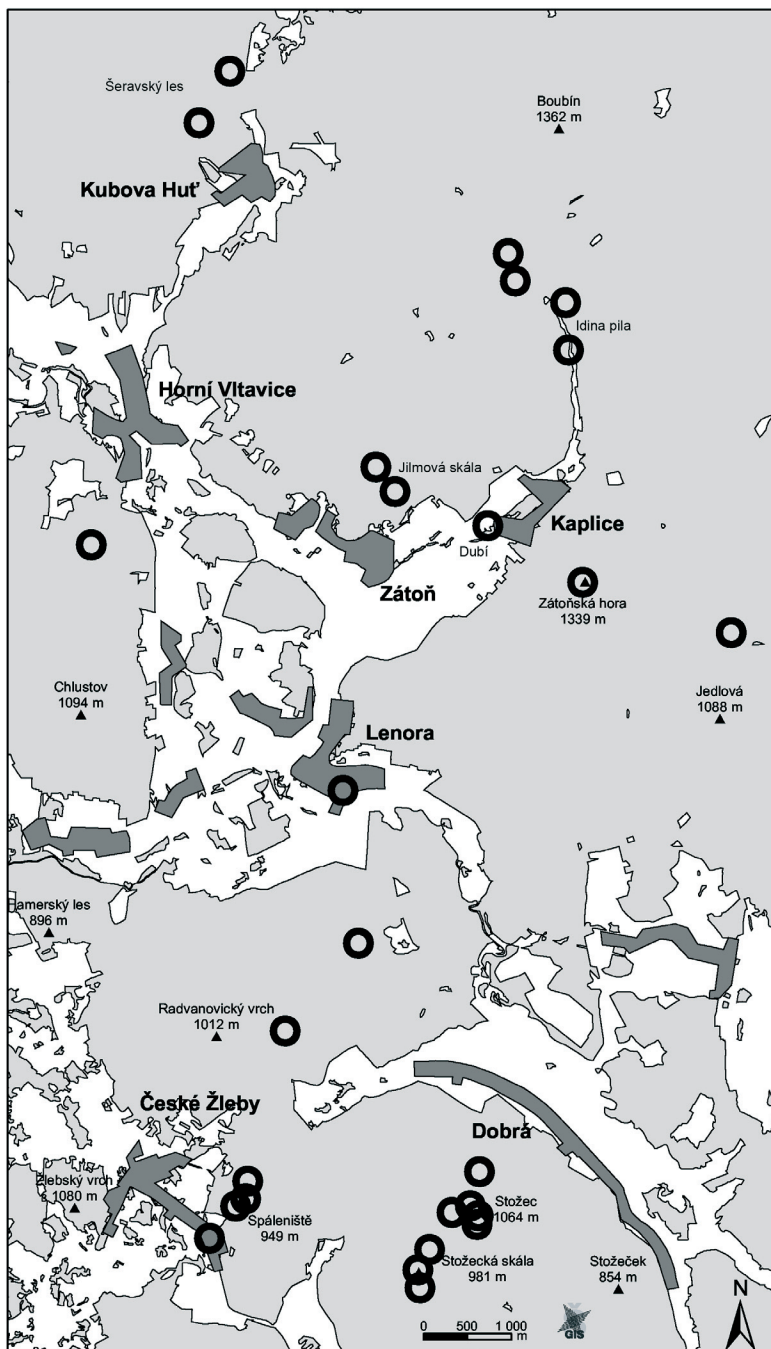 Šeravský les
Boubín
1362 m
Kubova Huť
Idina pila
Horní Vltavice
Jilmová skála
Kaplice
Dubí
Zátoň
Zátoňská hora
1339 m
Chlustov
1094 m
Jedlová
1088 m
Lenora
Hamerský les
896 m
Radvanovický vrch
1012 m
České Žleby
Dobrá
Žlebský vrch
1080 m
Stožec
1064 m
Spáleniště
949 m
Stožecká skála
981 m
Stožeček
854 m
N
0 500 1 000 m
GIS